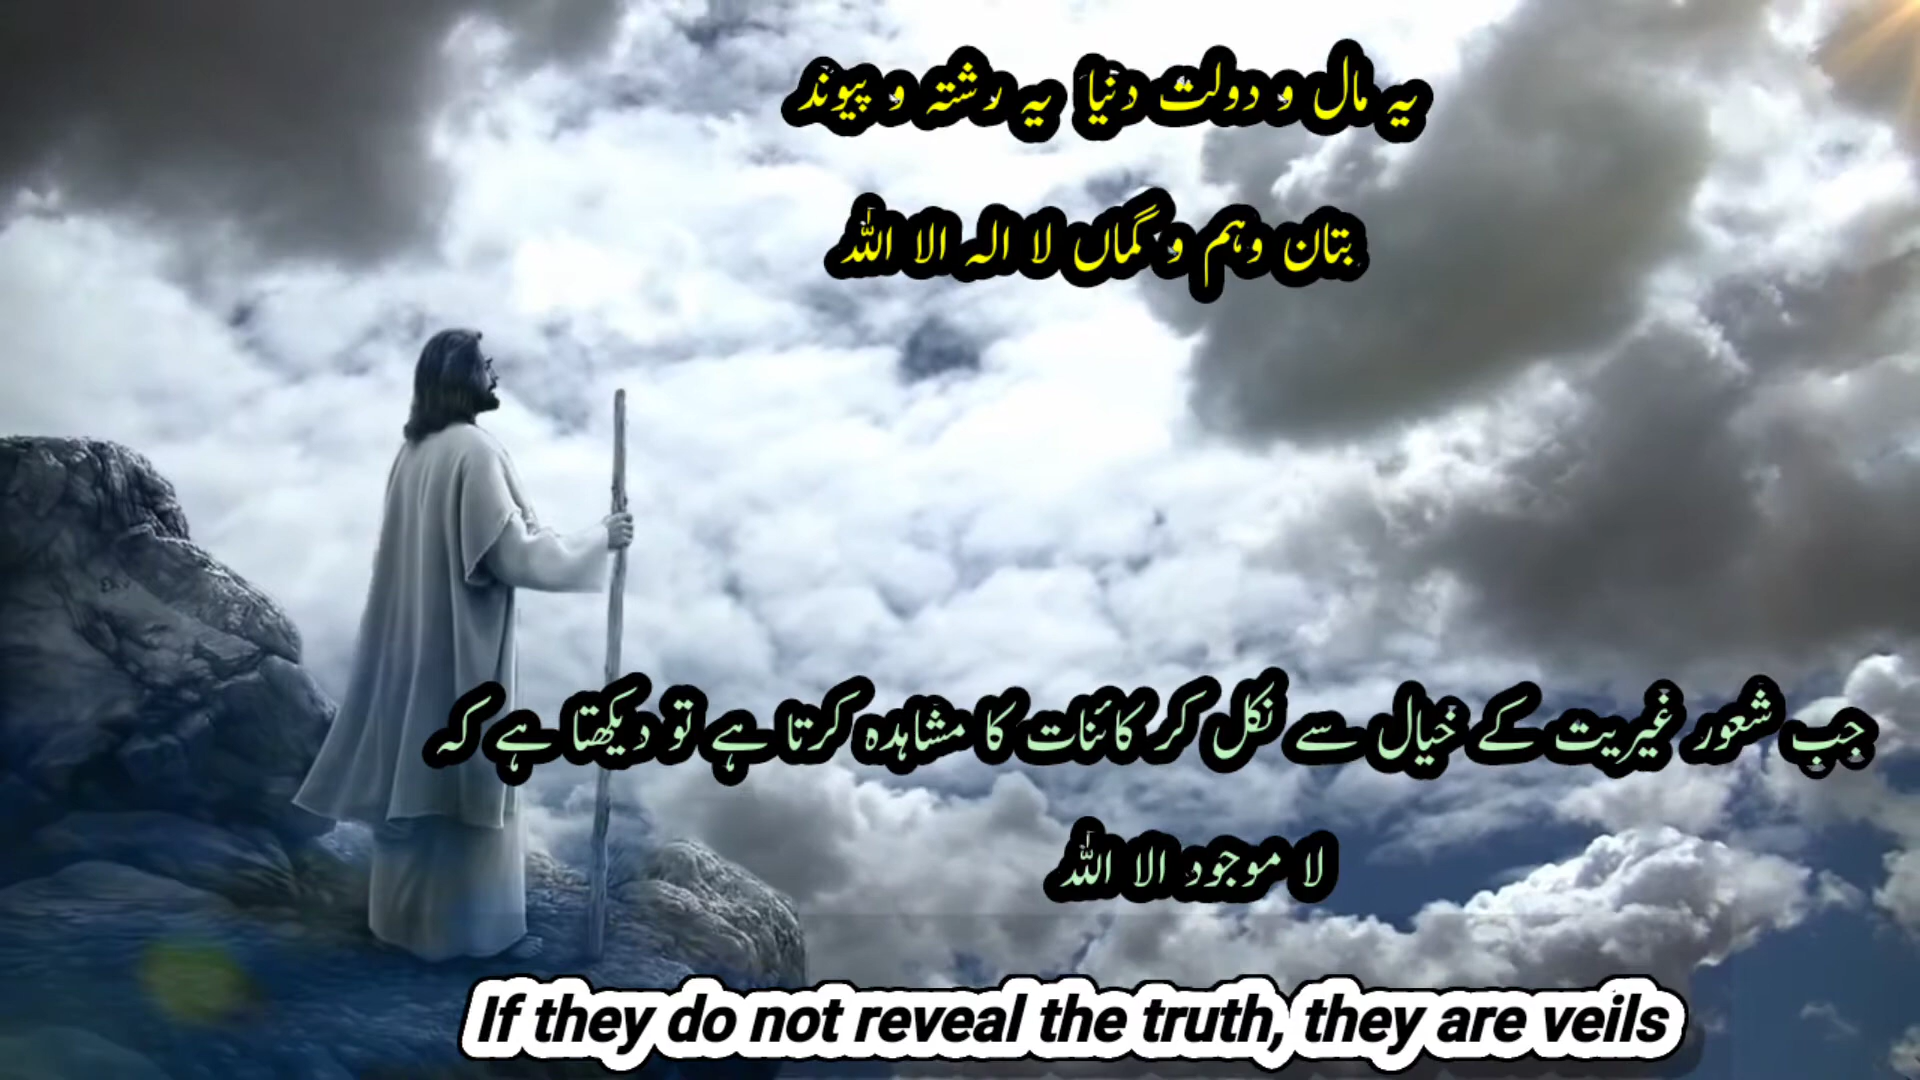 یہ مال و دولت دنیا یہ رشتہ و پیوند
بتان وہم و گماں لا الہ الا اللہ
جب شعور غیریت کے خیال سے نکل کر کائنات کا مشاہدہ کرتا ہے تو دیکھتا ہے کہ
لا موجود الا اللہ
If they do not reveal the truth, they are veils